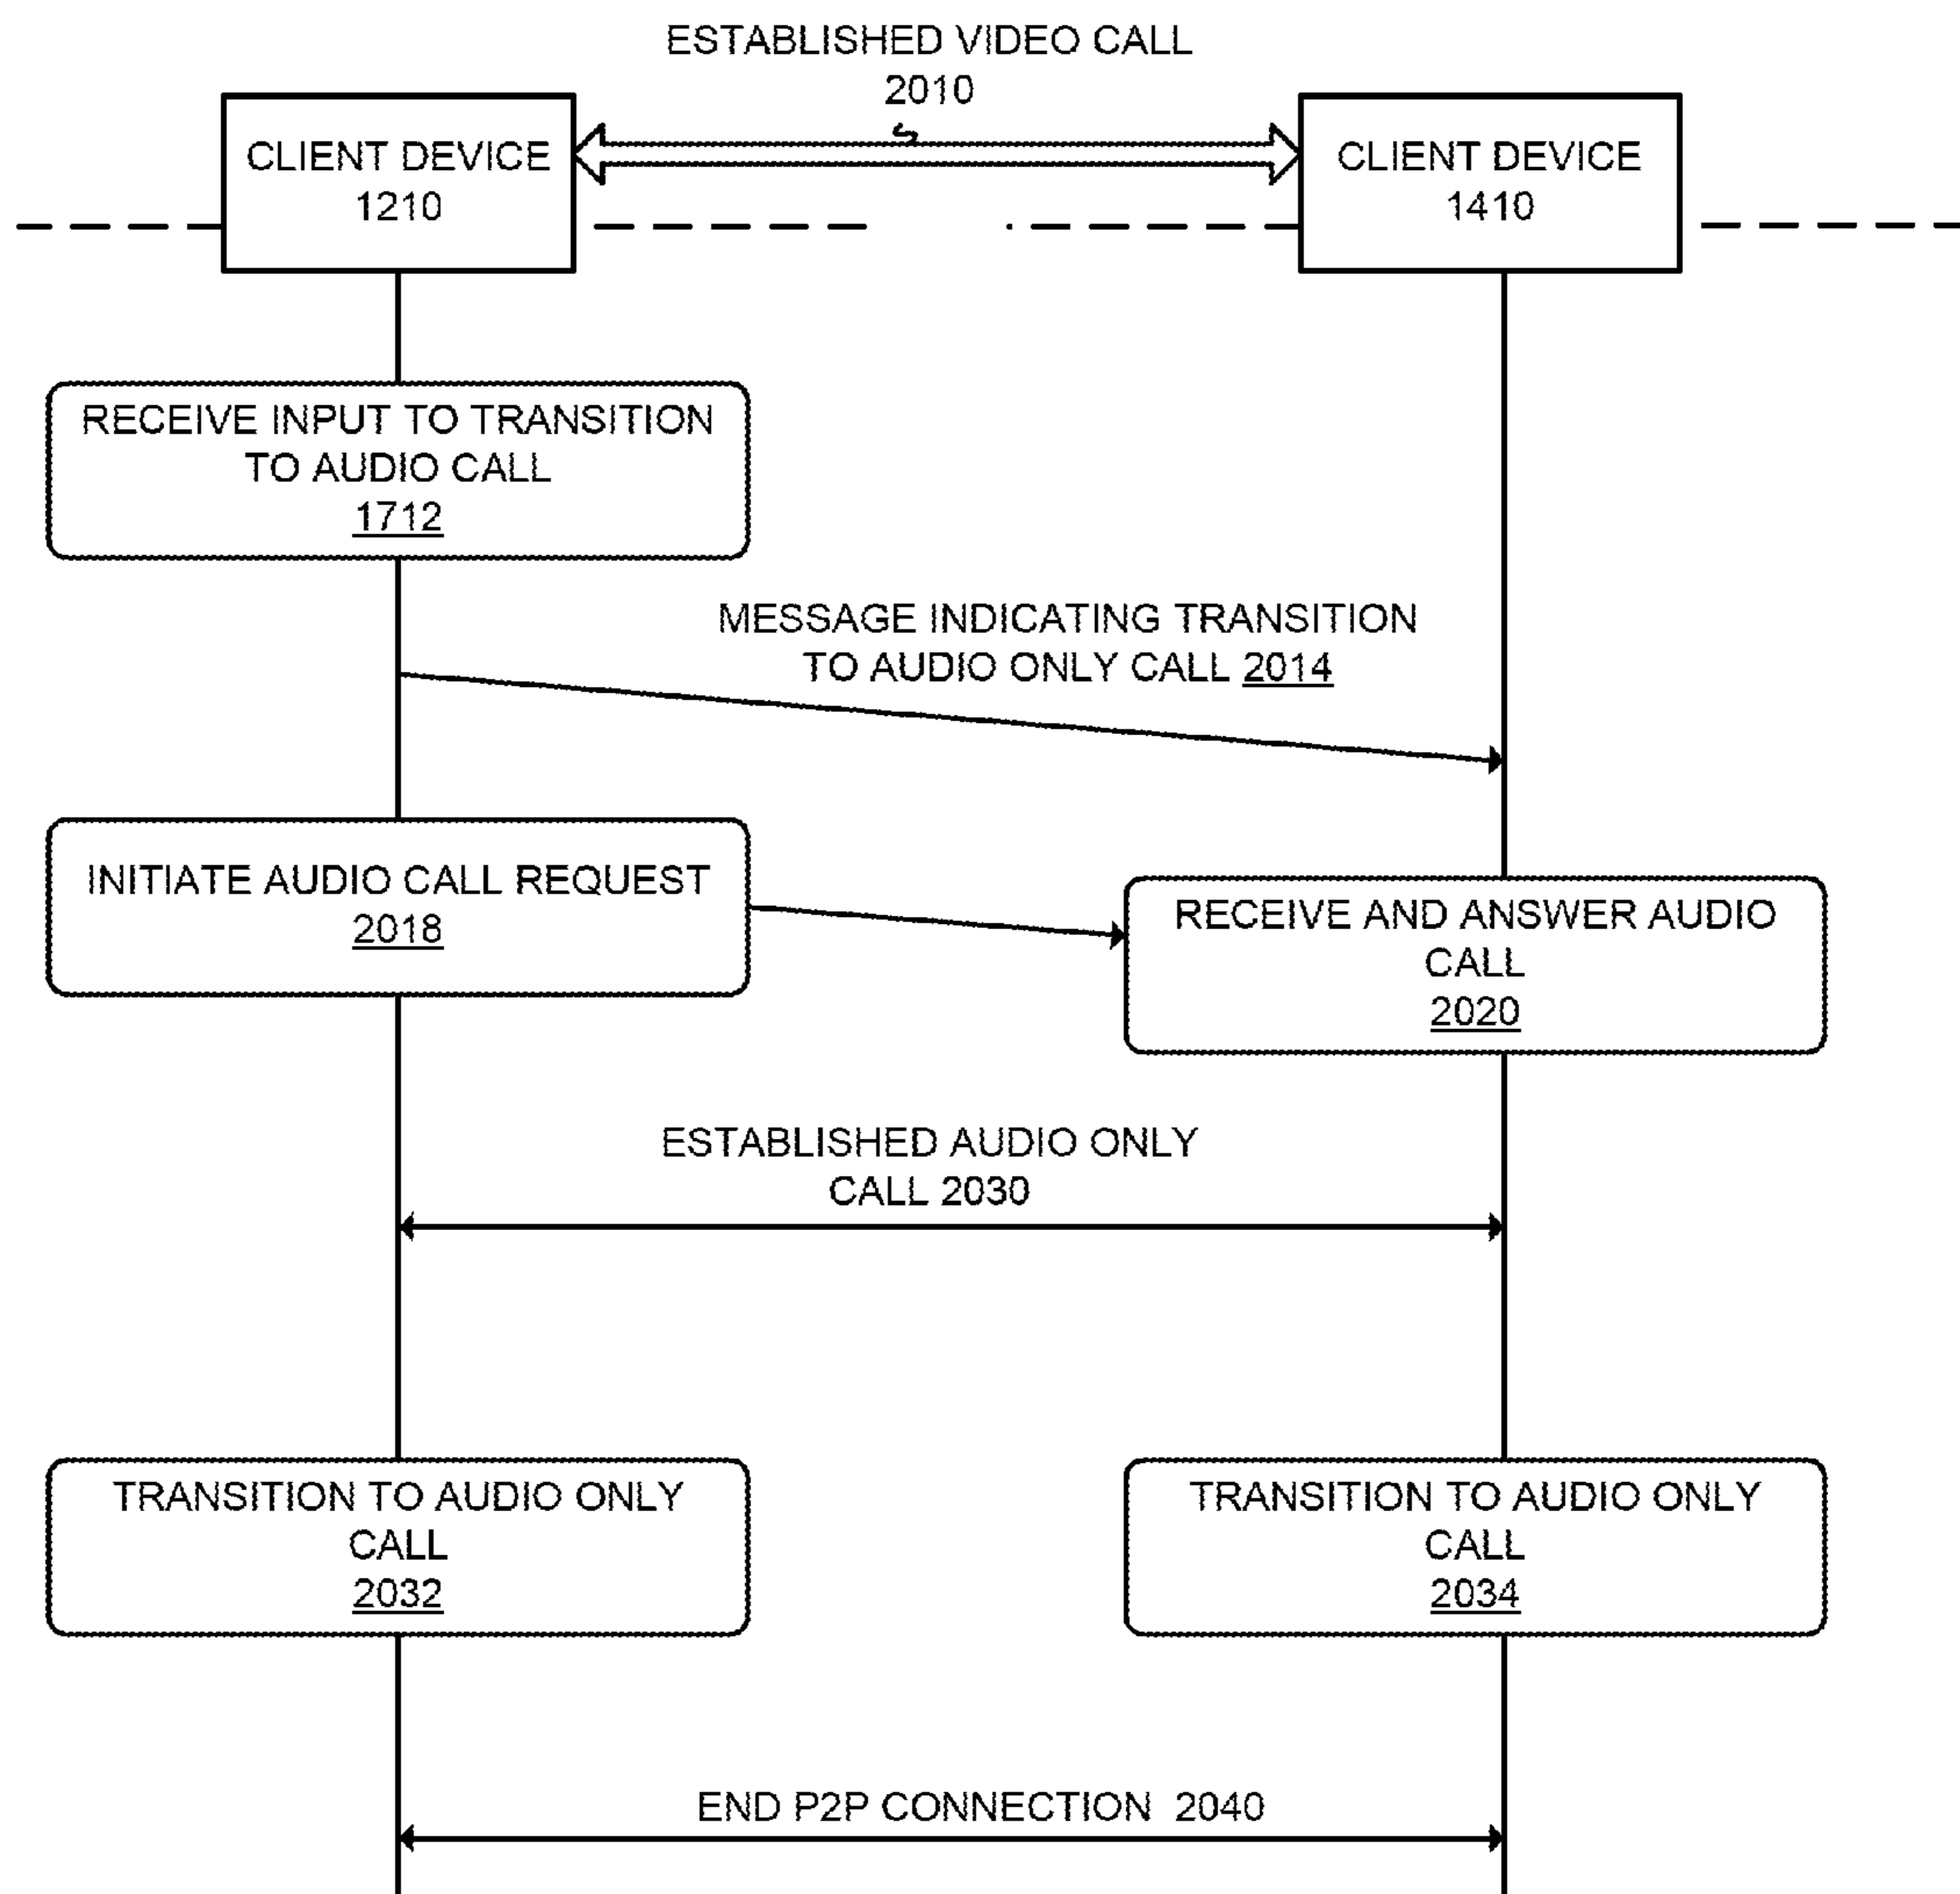 ESTABLISHED VIDEO CALL
2010
CLIENT DEVICE
1210
CLIENT DEVICE
1410
RECEIVE INPUT TO TRANSITION
TO AUDIO CALL
1712
MESSAGE INDICATING TRANSITION
TO AUDIO ONLY CALL 2014
INITIATE AUDIO CALL REQUEST
2018
RECEIVE AND ANSWER AUDIO
CALL
2020
ESTABLISHED AUDIO ONLY
CALL 2030
TRANSITION TO AUDIO ONLY
CALL
2032
TRANSITION TO AUDIO ONLY
CALL
2034
END P2P CONNECTION 2040